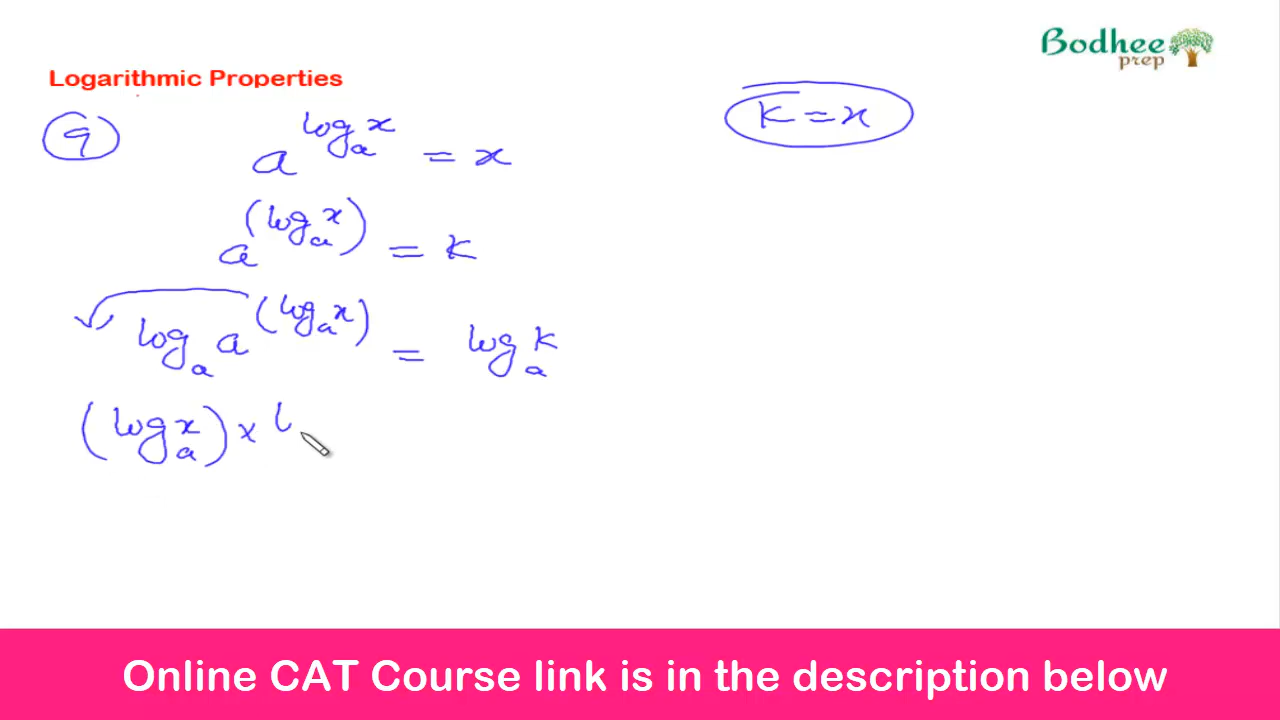 Bodhee
prep
Logarithmic Properties
9
a^{log_a x} = x
K = x
a^{(log_a x)} = K
log_a a^{(log_a x)} = log_a K
(log_a x) × l
Online CAT Course link is in the description below